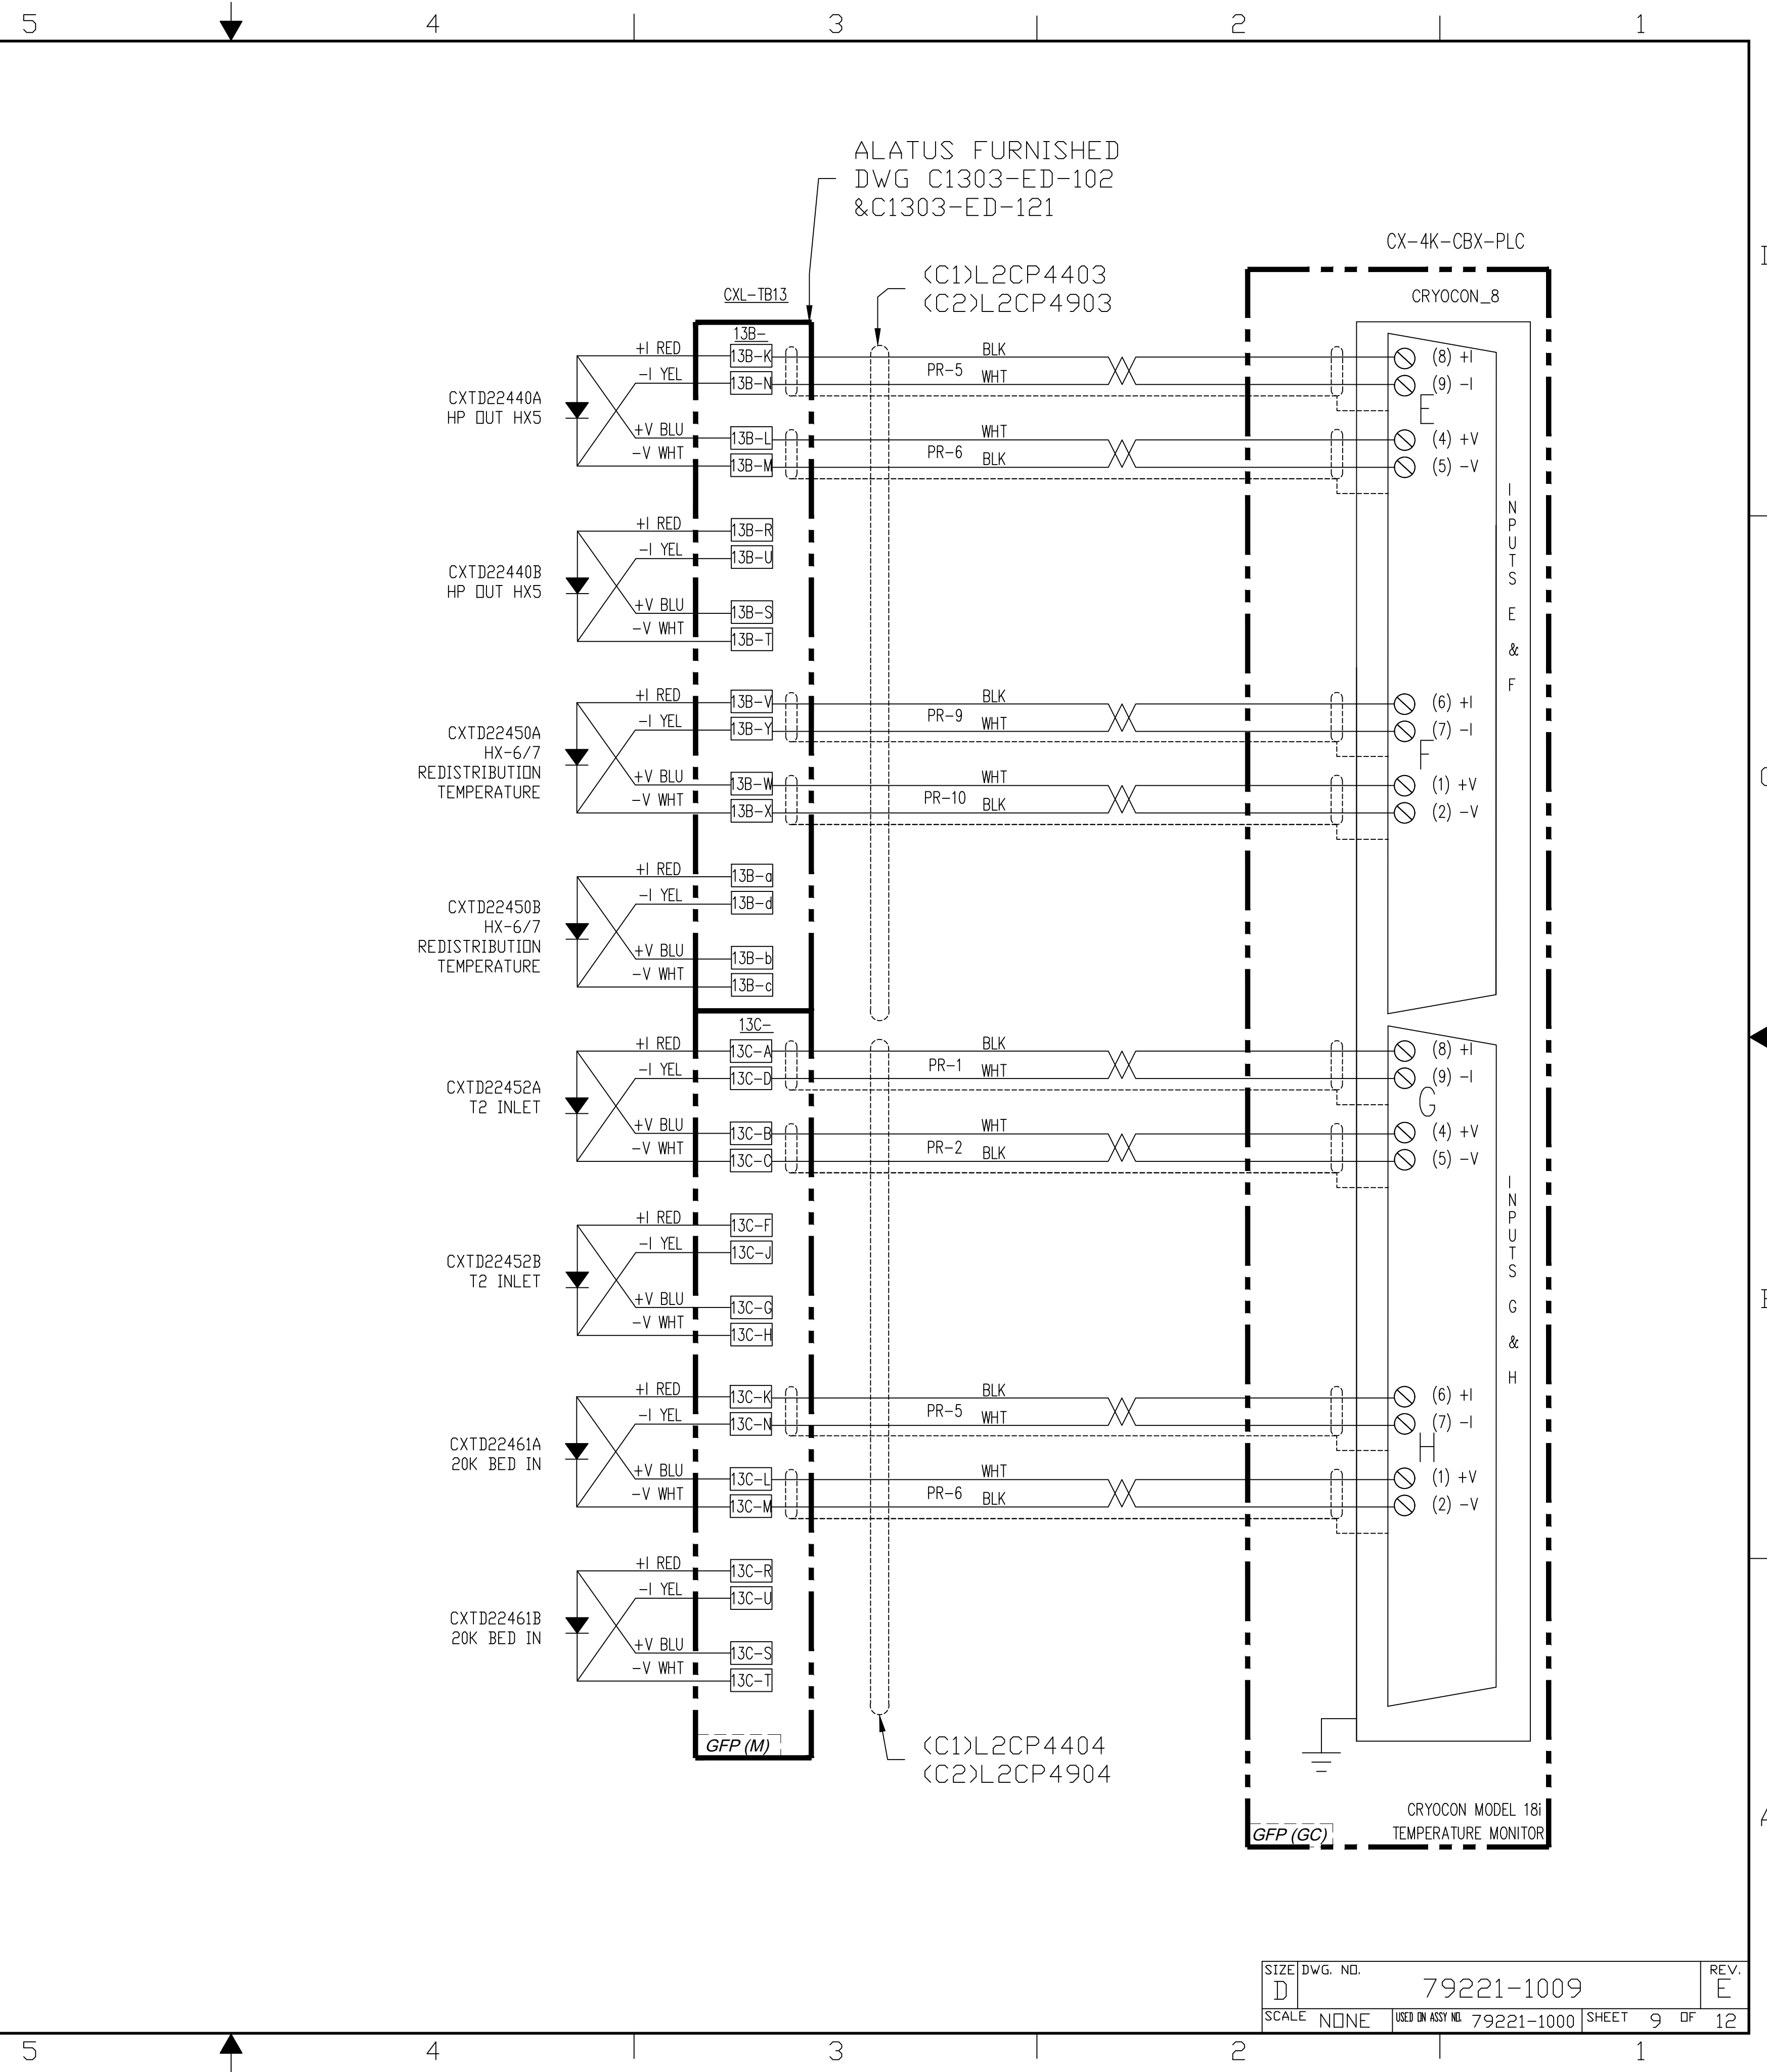 5 4 3 2 1
ALATUS FURNISHED
DWG C1303-ED-102
&C1303-ED-121
CX-4K-CBX-PLC
(C1)L2CP4403
(C2)L2CP4903
CXL-TB13
CRYOCON_8
13B-
CXTD22440A
HP OUT HX5
+I RED 13B-K BLK (8) +I
-I YEL 13B-N PR-5 WHT (9) -I
E
+V BLU 13B-L WHT (4) +V
-V WHT 13B-M PR-6 BLK (5) -V
INPUTS E & F
CXTD22440B
HP OUT HX5
+I RED 13B-R
-I YEL 13B-U
+V BLU 13B-S
-V WHT 13B-T
CXTD22450A
HX-6/7
REDISTRIBUTION
TEMPERATURE
+I RED 13B-V BLK (6) +I
-I YEL 13B-Y PR-9 WHT (7) -I
F
+V BLU 13B-W WHT (1) +V
-V WHT 13B-X PR-10 BLK (2) -V
C
CXTD22450B
HX-6/7
REDISTRIBUTION
TEMPERATURE
+I RED 13B-a
-I YEL 13B-d
+V BLU 13B-b
-V WHT 13B-c
13C-
CXTD22452A
T2 INLET
+I RED 13C-A BLK (8) +I
-I YEL 13C-D PR-1 WHT (9) -I
G
+V BLU 13C-B WHT (4) +V
-V WHT 13C-C PR-2 BLK (5) -V
INPUTS G & H
CXTD22452B
T2 INLET
+I RED 13C-F
-I YEL 13C-J
+V BLU 13C-G
-V WHT 13C-H
CXTD22461A
20K BED IN
+I RED 13C-K BLK (6) +I
-I YEL 13C-N PR-5 WHT (7) -I
H
+V BLU 13C-L WHT (1) +V
-V WHT 13C-M PR-6 BLK (2) -V
CXTD22461B
20K BED IN
+I RED 13C-R
-I YEL 13C-U
+V BLU 13C-S
-V WHT 13C-T
GFP (M)
(C1)L2CP4404
(C2)L2CP4904
CRYOCON MODEL 18i
TEMPERATURE MONITOR
GFP (GC)
SIZE D DWG. NO. 79221-1009 REV. E
SCALE NONE USED ON ASSY NO. 79221-1000 SHEET 9 OF 12
5 4 3 2 1